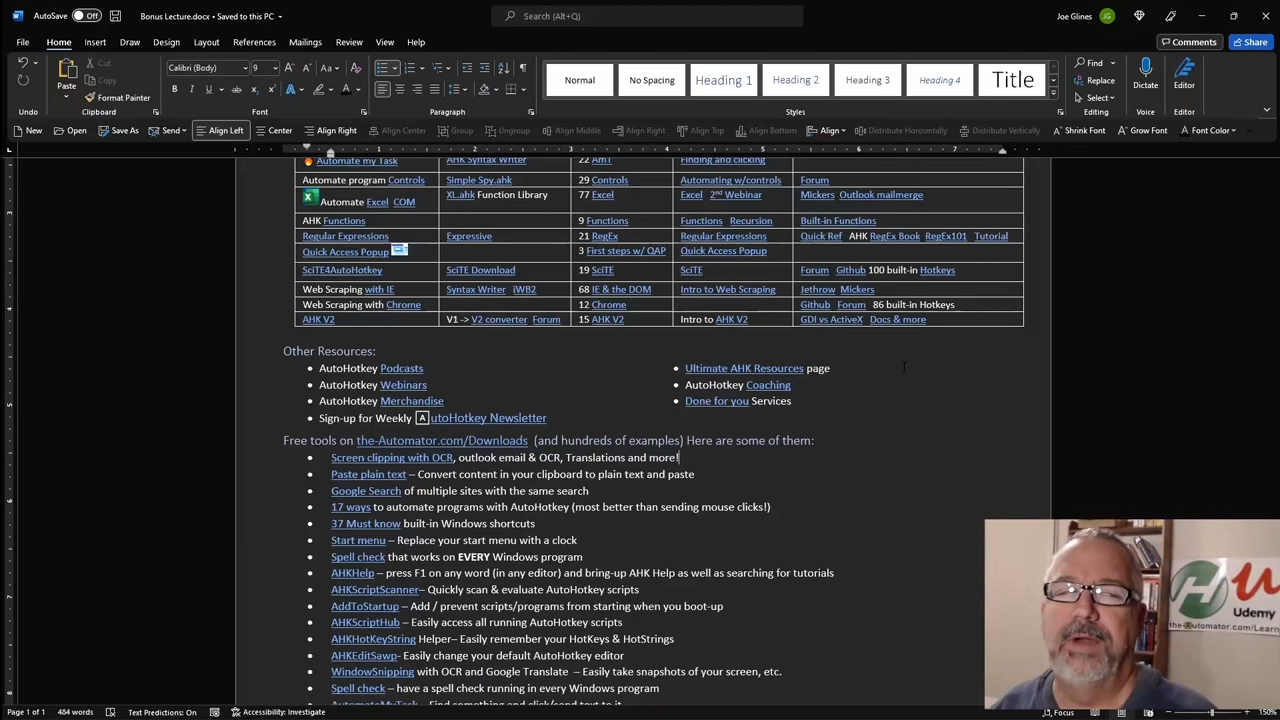 AutoSave Off Bonus Lecture.docx • Saved to this PC Search (Alt+Q) Joe Glines JG
File Home Insert Draw Design Layout References Mailings Review View Help Comments Share
Paste Cut Copy Format Painter
Calibri (Body) 9
Normal No Spacing Heading 1 Heading 2 Heading 3 Heading 4 Title
Find Replace Select Dictate Editor
Undo Clipboard Font Paragraph Styles Editing Voice Editor
New Open Save As Send Align Left Center Align Right Align Center Group Ungroup Align Middle Align Right Align Top Align Bottom Align Distribute Horizontally Distribute Vertically Shrink Font Grow Font Font Color
1 2 3 4 5 6 7
Automate my Task AHK Syntax Writer 22 AmT Finding and clicking
Automate program Controls Simple Spy.ahk 29 Controls Automating w/controls Forum
Automate Excel COM XL.ahk Function Library 77 Excel Excel 2nd Webinar Mickers Outlook mailmerge
AHK Functions 9 Functions Functions Recursion Built-in Functions
Regular Expressions Expressive 21 RegEx Regular Expressions Quick Ref AHK RegEx Book RegEx101 Tutorial
Quick Access Popup 3 First steps w/ QAP Quick Access Popup
SciTE4AutoHotkey SciTE Download 19 SciTE SciTE Forum Github 100 built-in Hotkeys
Web Scraping with IE Syntax Writer iWB2 68 IE & the DOM Intro to Web Scraping Jethrow Mickers
Web Scraping with Chrome 12 Chrome Github Forum 86 built-in Hotkeys
AHK V2 V1 -> V2 converter Forum 15 AHK V2 Intro to AHK V2 GDI vs ActiveX Docs & more
Other Resources:
• AutoHotkey Podcasts
• AutoHotkey Webinars
• AutoHotkey Merchandise
• Sign-up for Weekly AutoHotkey Newsletter
• Ultimate AHK Resources page
• AutoHotkey Coaching
• Done for you Services
Free tools on the-Automator.com/Downloads (and hundreds of examples) Here are some of them:
• Screen clipping with OCR, outlook email & OCR, Translations and more!
• Paste plain text – Convert content in your clipboard to plain text and paste
• Google Search of multiple sites with the same search
• 17 ways to automate programs with AutoHotkey (most better than sending mouse clicks!)
• 37 Must know built-in Windows shortcuts
• Start menu – Replace your start menu with a clock
• Spell check that works on EVERY Windows program
• AHKHelp – press F1 on any word (in any editor) and bring-up AHK Help as well as searching for tutorials
• AHKScriptScanner– Quickly scan & evaluate AutoHotkey scripts
• AddToStartup – Add / prevent scripts/programs from starting when you boot-up
• AHKScriptHub – Easily access all running AutoHotkey scripts
• AHKHotKeyString Helper– Easily remember your HotKeys & HotStrings
• AHKEditSawp- Easily change your default AutoHotkey editor
• WindowSnipping with OCR and Google Translate – Easily take snapshots of your screen, etc.
• Spell check – have a spell check running in every Windows program
• AutomateMyTask – Find something and click/send text to it
H
Udemy
the-Automator.com/Learn
Page 1 of 1 484 words Text Predictions: On Accessibility: Investigate Focus 150%